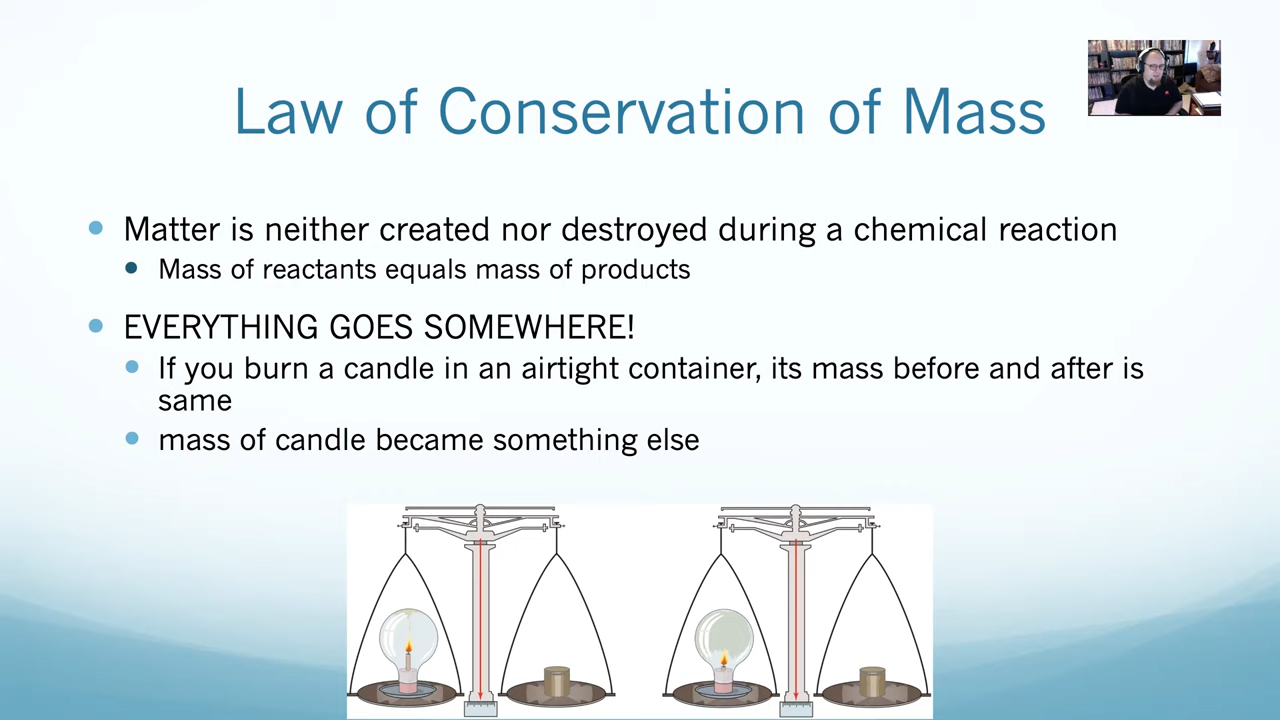 Law of Conservation of Mass
Matter is neither created nor destroyed during a chemical reaction
Mass of reactants equals mass of products
EVERYTHING GOES SOMEWHERE!
If you burn a candle in an airtight container, its mass before and after is
same
mass of candle became something else